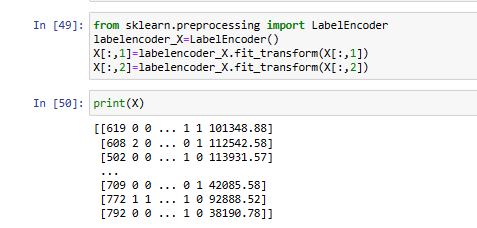 In [49]: from sklearn.preprocessing import LabelEncoder
labelencoder_X=LabelEncoder()
X[:,1]=labelencoder_X.fit_transform(X[:,1])
X[:,2]=labelencoder_X.fit_transform(X[:,2])
In [50]: print(X)
[[619 0 0 ... 1 1 101348.88]
[608 2 0 ... 0 1 112542.58]
[502 0 0 ... 1 0 113931.57]
...
[709 0 0 ... 0 1 42085.58]
[772 1 1 ... 1 0 92888.52]
[792 0 0 ... 1 0 38190.78]]